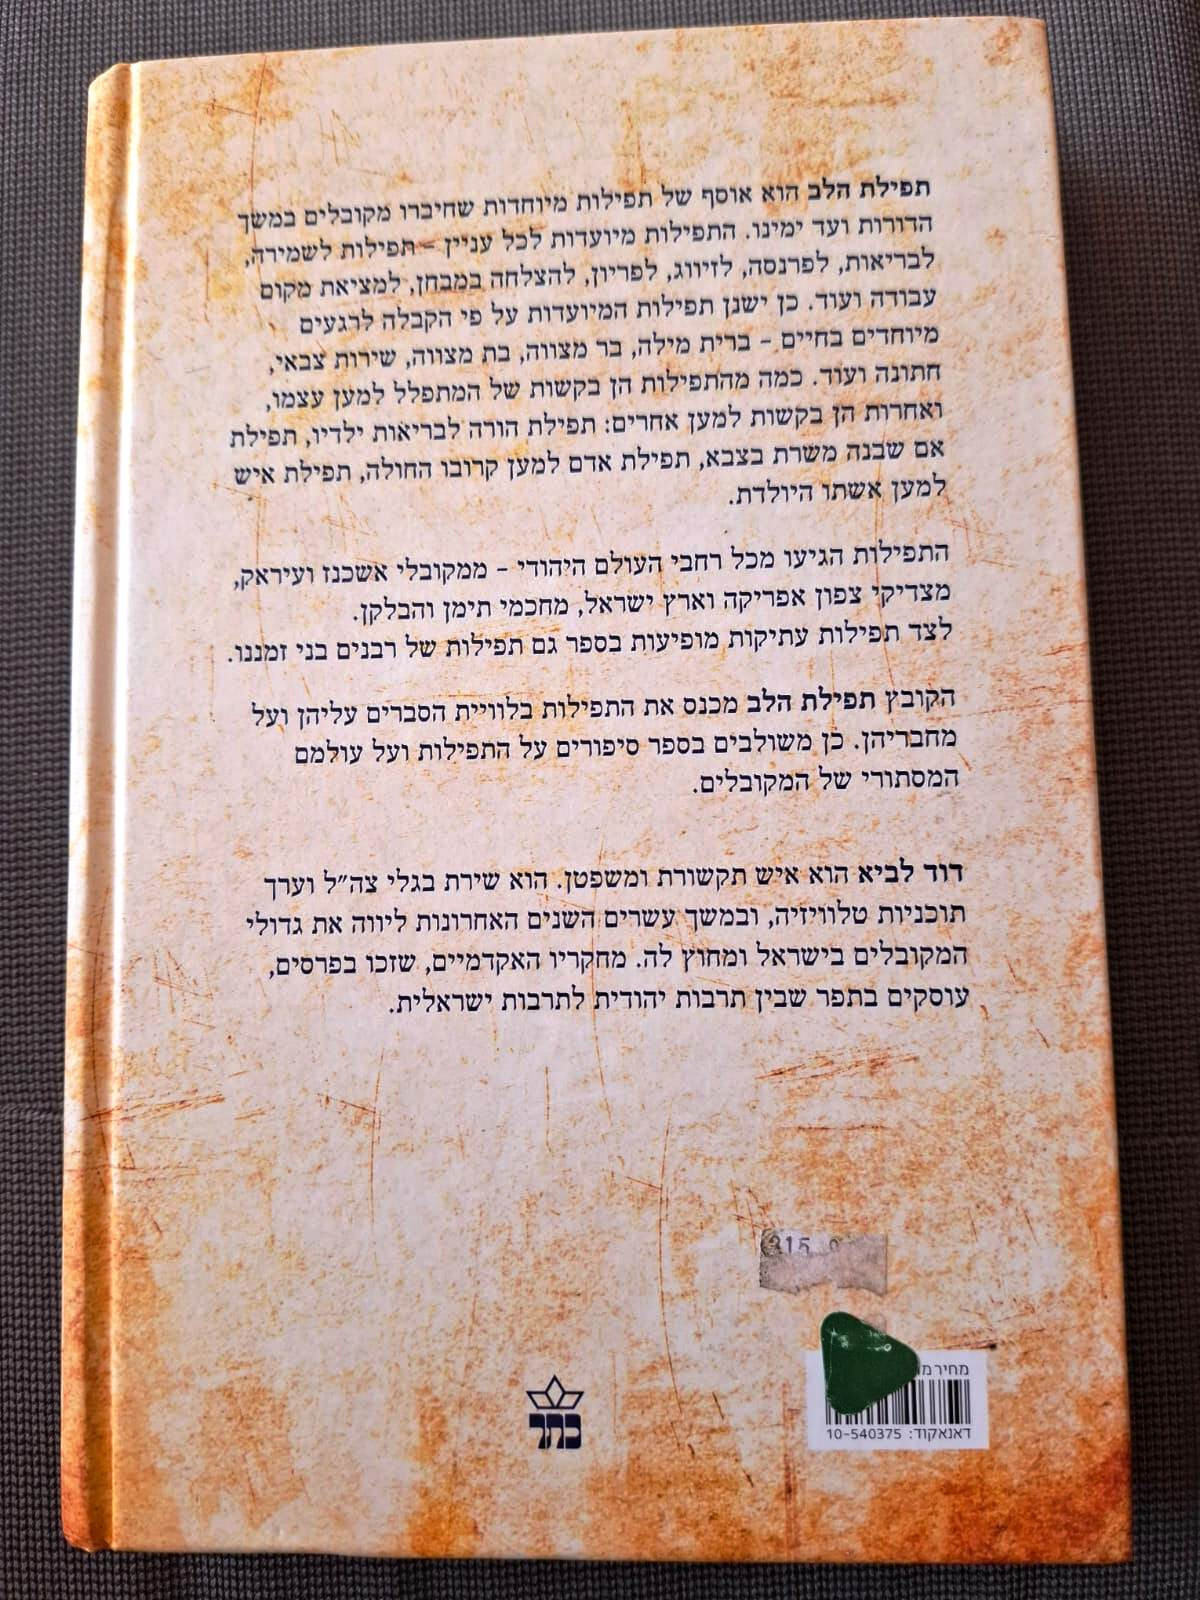 תפילת הלב הוא אוסף של תפילות מיוחדות שחיברו מקובלים במשך
הדורות ועד ימינו. התפילות מיועדות לכל עניין – תפילות לשמירה,
לבריאות, לפרנסה, לזיווג, לפריון, להצלחה במבחן, למציאת מקום
עבודה ועוד. כן ישנן תפילות המיועדות על פי הקבלה לרגעים
מיוחדים בחיים – ברית מילה, בר מצווה, בת מצווה, שירות צבאי,
חתונה ועוד. כמה מהתפילות הן בקשות של המתפלל למען עצמו,
ואחרות הן בקשות למען אחרים: תפילת הורה לבריאות ילדיו, תפילת
אם שבנה משרת בצבא, תפילת אדם למען קרובו החולה, תפילת איש
למען אשתו היולדת.
התפילות הגיעו מכל רחבי העולם היהודי – ממקובלי אשכנז ועיראק,
מצדיקי צפון אפריקה וארץ ישראל, מחכמי תימן והבלקן.
לצד תפילות עתיקות מופיעות בספר גם תפילות של רבנים בני זמננו.
הקובץ תפילת הלב מכנס את התפילות בלוויית הסברים עליהן ועל
מחבריהן. כן משולבים בספר סיפורים על התפילות ועל עולמם
המסתורי של המקובלים.
דוד לביא הוא איש תקשורת ומשפטן. הוא שירת בגלי צה״ל וערך
תוכניות טלוויזיה, ובמשך עשרים השנים האחרונות ליווה את גדולי
המקובלים בישראל ומחוץ לה. מחקריו האקדמיים, שזכו בפרסים,
עוסקים בתפר שבין תרבות יהודית לתרבות ישראלית.
315
מחיר
דאנאקוד: 10-540375
כתר